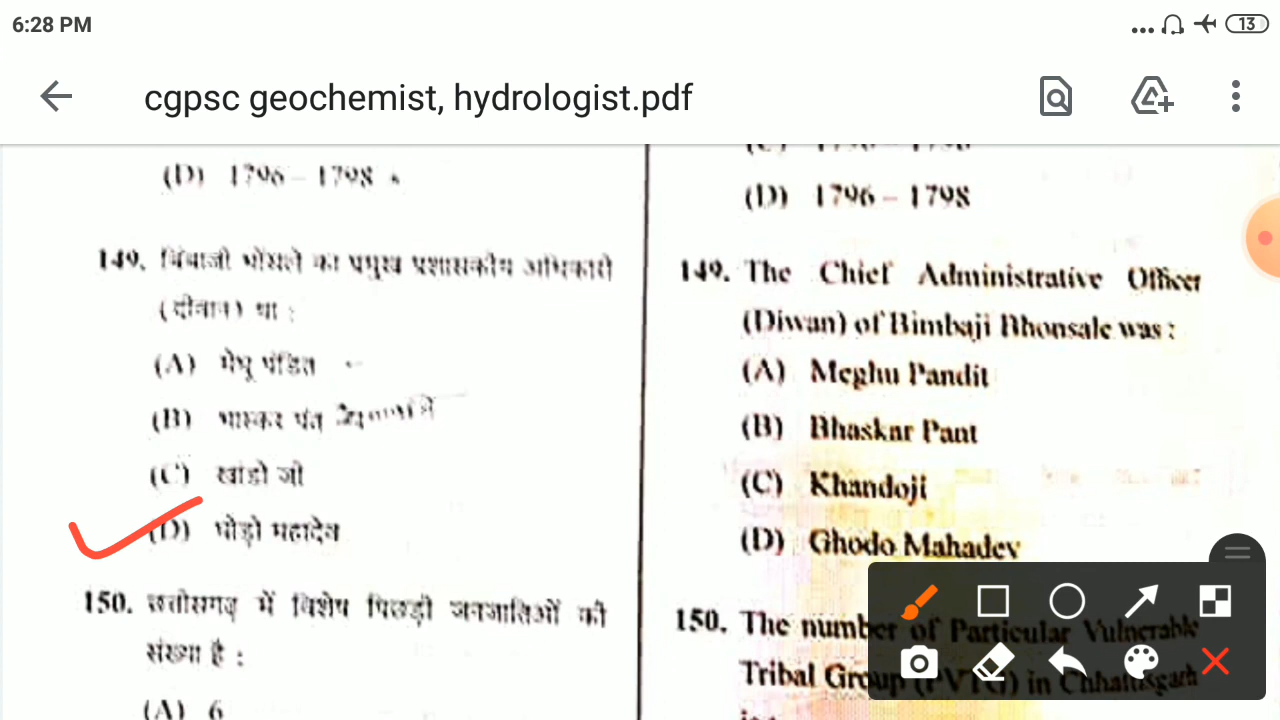 6:28 PM
13
cgpsc geochemist, hydrologist.pdf
(D) 1796 – 1798
149. बिंबाजी भोंसले का प्रमुख प्रशासकीय अधिकारी
(दीवान) था :
(A) मेघू पंडित
(B) भास्कर पंत
(C) खांडो जी
(D) घोड़ो महादेव
150. छत्तीसगढ़ में विशेष पिछड़ी जनजातिओं की
संख्या है :
(A) 6
(D) 1796 – 1798
149. The Chief Administrative Officer
(Diwan) of Bimbaji Bhonsale was :
(A) Meghu Pandit
(B) Bhaskar Pant
(C) Khandoji
(D) Ghodo Mahadev
150. The number of Particular Vulnerable
Tribal Group (PVTG) in Chhattisgarh